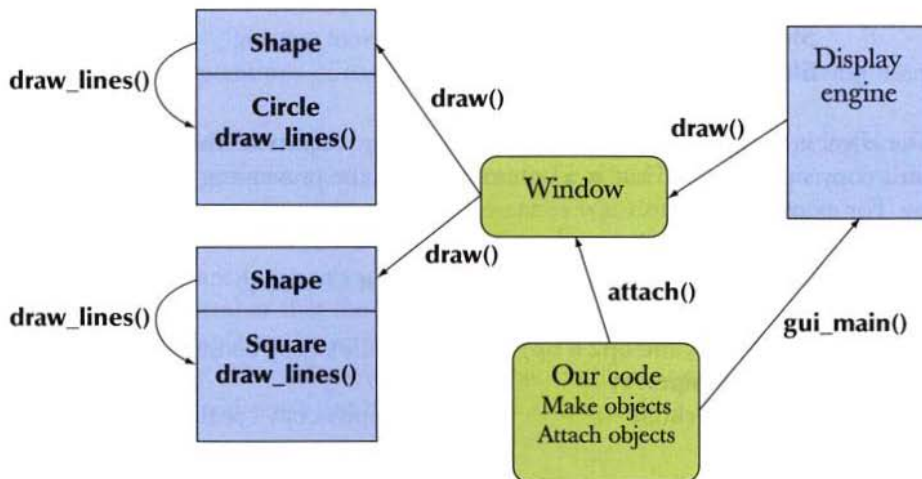 Shape
draw_lines()
Circle
draw_lines()
draw()
Display
engine
draw()
Window
draw()
Shape
draw_lines()
Square
draw_lines()
attach()
gui_main()
Our code
Make objects
Attach objects